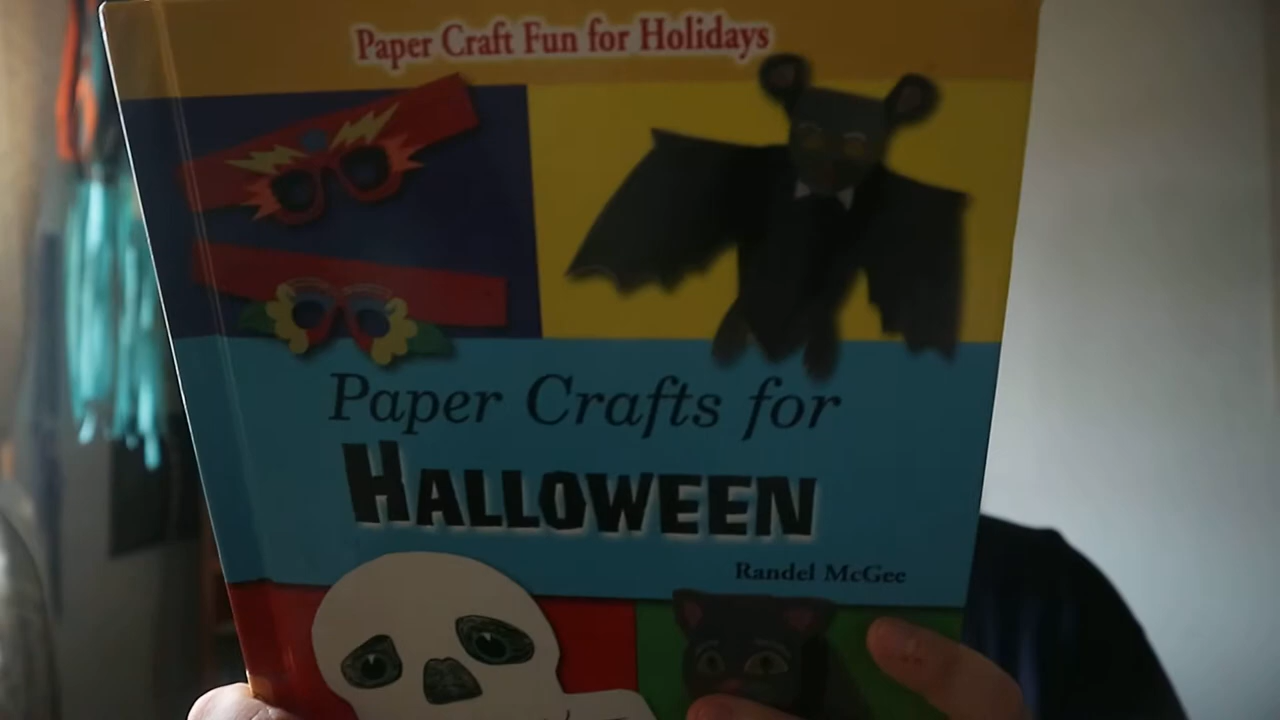 Paper Craft Fun for Holidays
Paper Crafts for
HALLOWEEN
Randel McGee